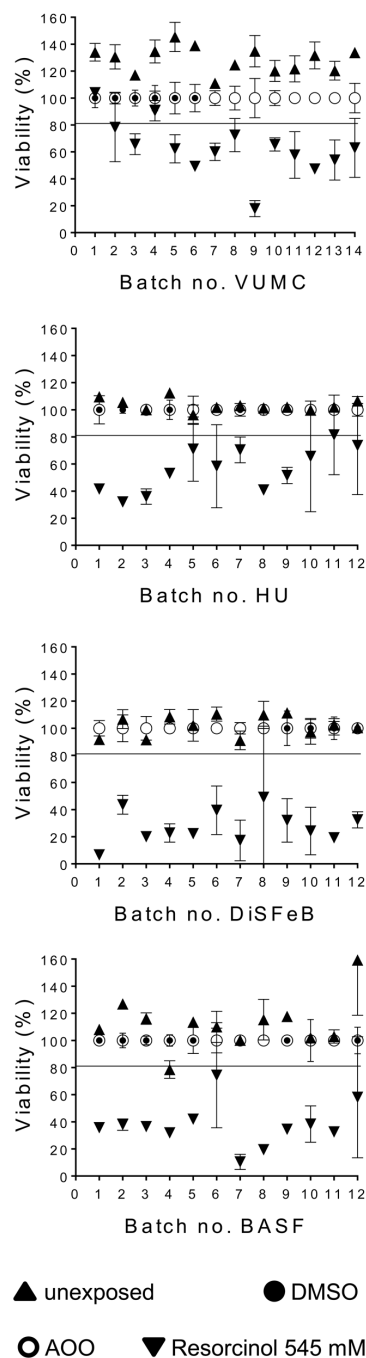 Viability (%)
160
140
120
100
80
60
40
20
0
0 1 2 3 4 5 6 7 8 9 10 11 12 13 14
Batch no. VUMC
Viability (%)
160
140
120
100
80
60
40
20
0
0 1 2 3 4 5 6 7 8 9 10 11 12
Batch no. HU
Viability (%)
160
140
120
100
80
60
40
20
0
0 1 2 3 4 5 6 7 8 9 10 11 12
Batch no. DiSFeB
Viability (%)
160
140
120
100
80
60
40
20
0
0 1 2 3 4 5 6 7 8 9 10 11 12
Batch no. BASF
unexposed DMSO
AOO Resorcinol 545 mM